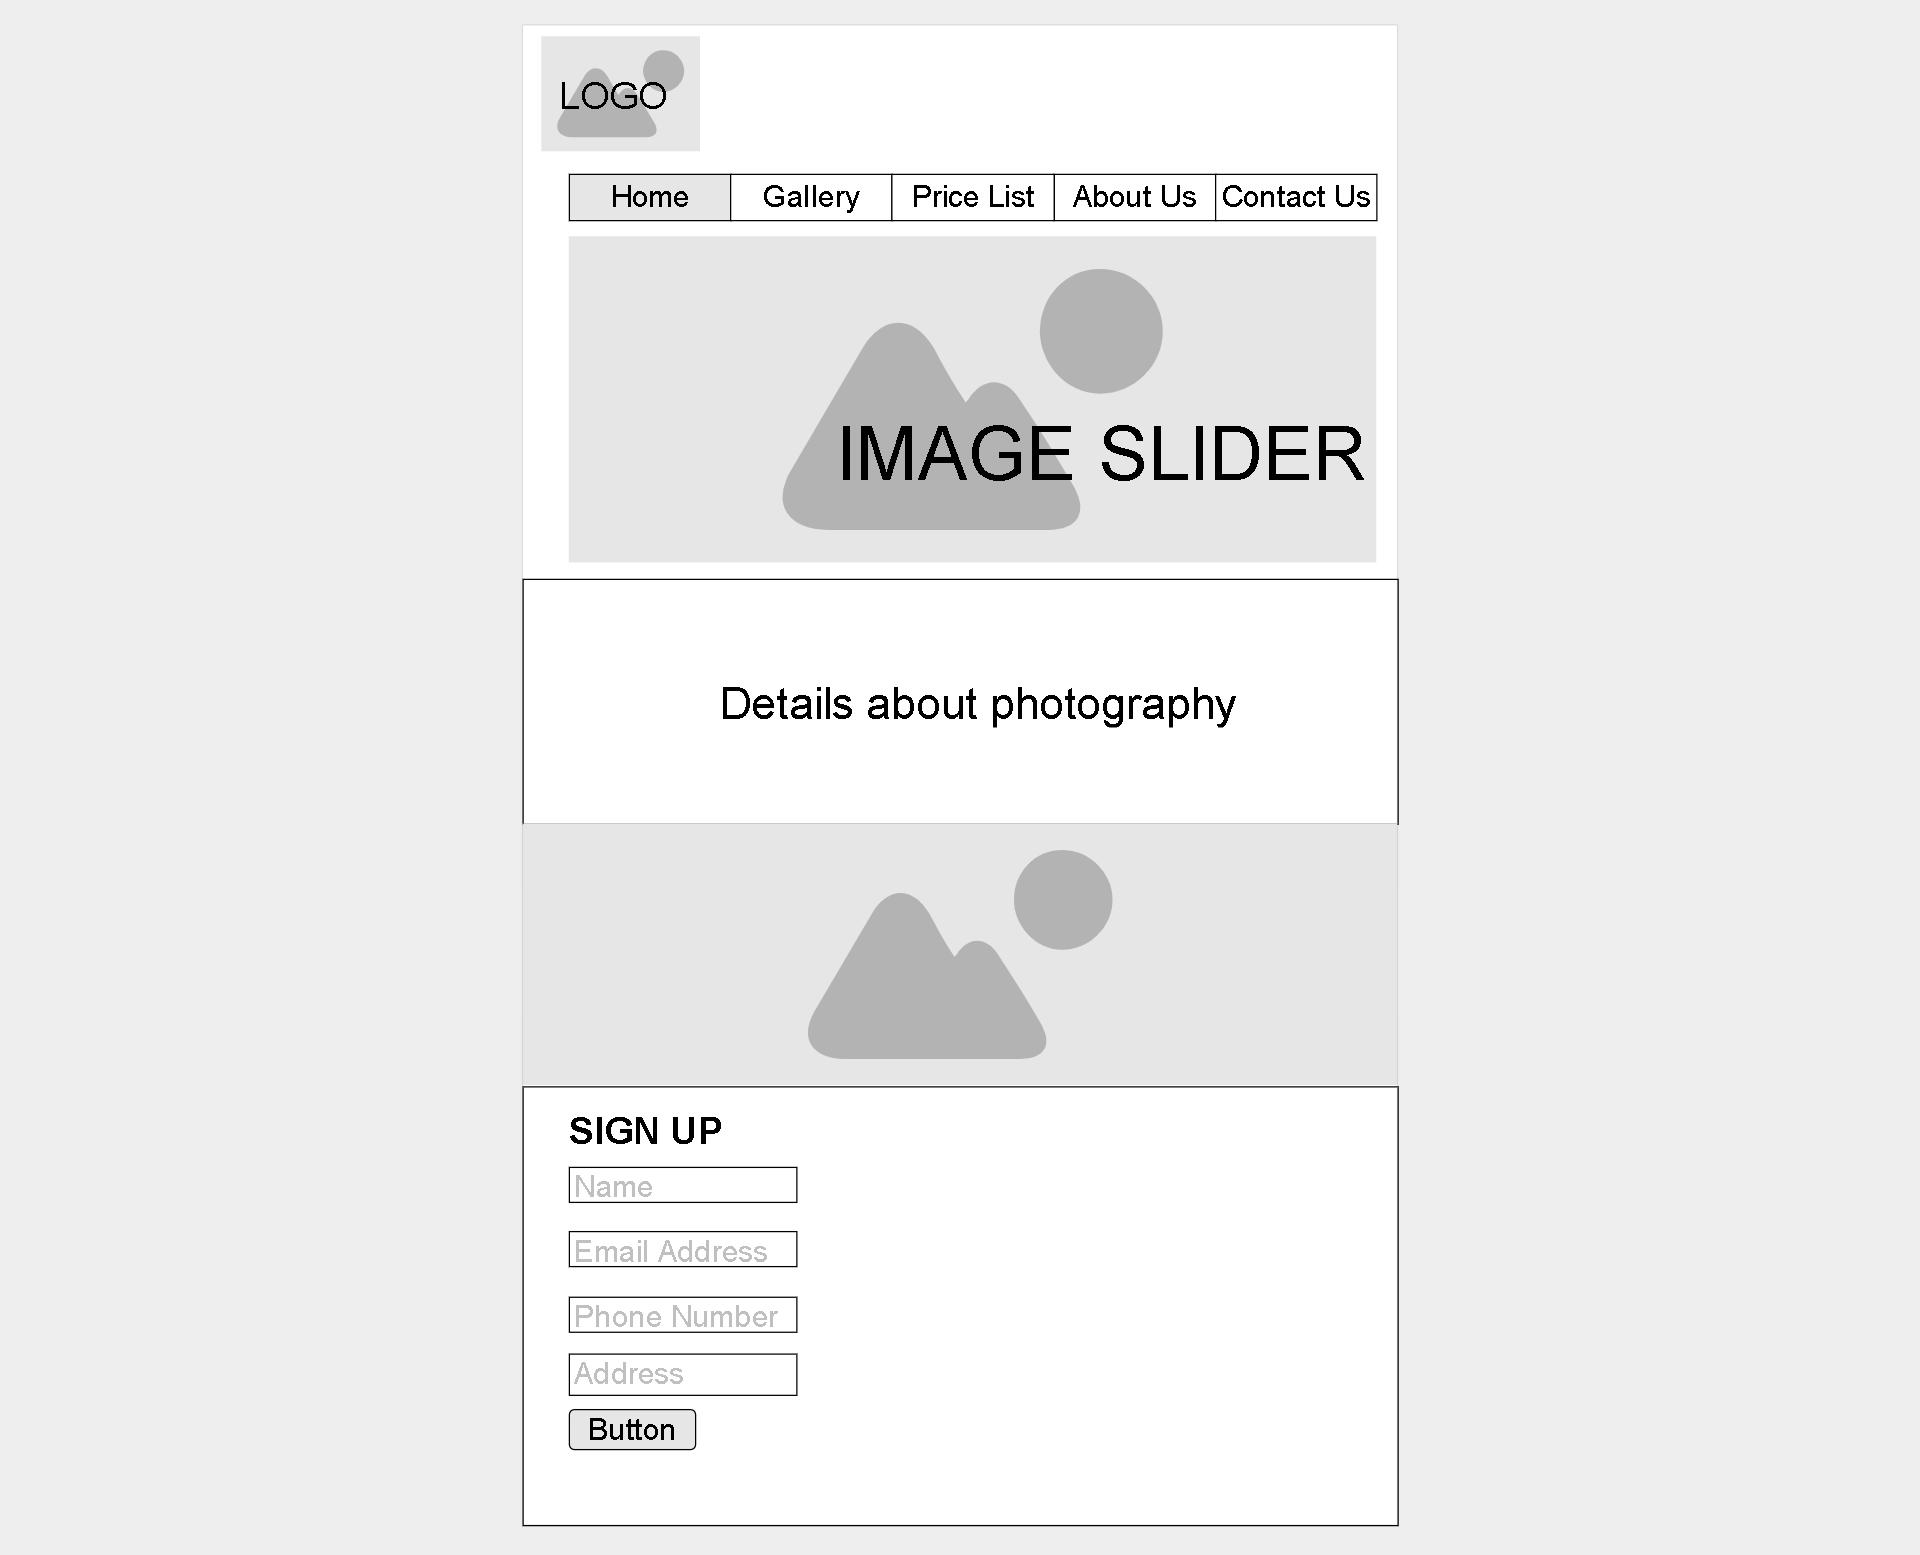 LOGO
Home Gallery Price List About Us Contact Us
IMAGE SLIDER
Details about photography
SIGN UP
Name
Email Address
Phone Number
Address
Button